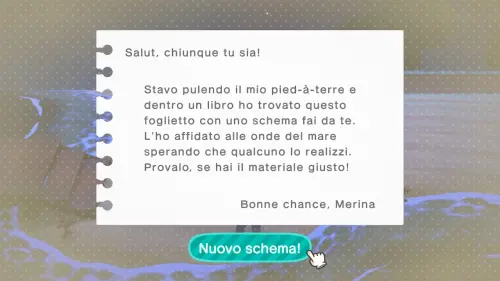 Salut, chiunque tu sia!
Stavo pulendo il mio pied-à-terre e
dentro un libro ho trovato questo
foglietto con uno schema fai da te.
L'ho affidato alle onde del mare
sperando che qualcuno lo realizzi.
Provalo, se hai il materiale giusto!
Bonne chance, Merina
Nuovo schema!